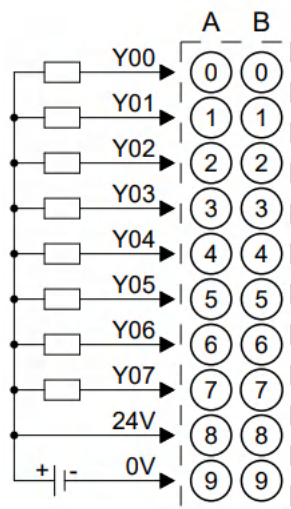 A B
Y00 0 0
Y01 1 1
Y02 2 2
Y03 3 3
Y04 4 4
Y05 5 5
Y06 6 6
Y07 7 7
24V 8 8
+ - 0V 9 9